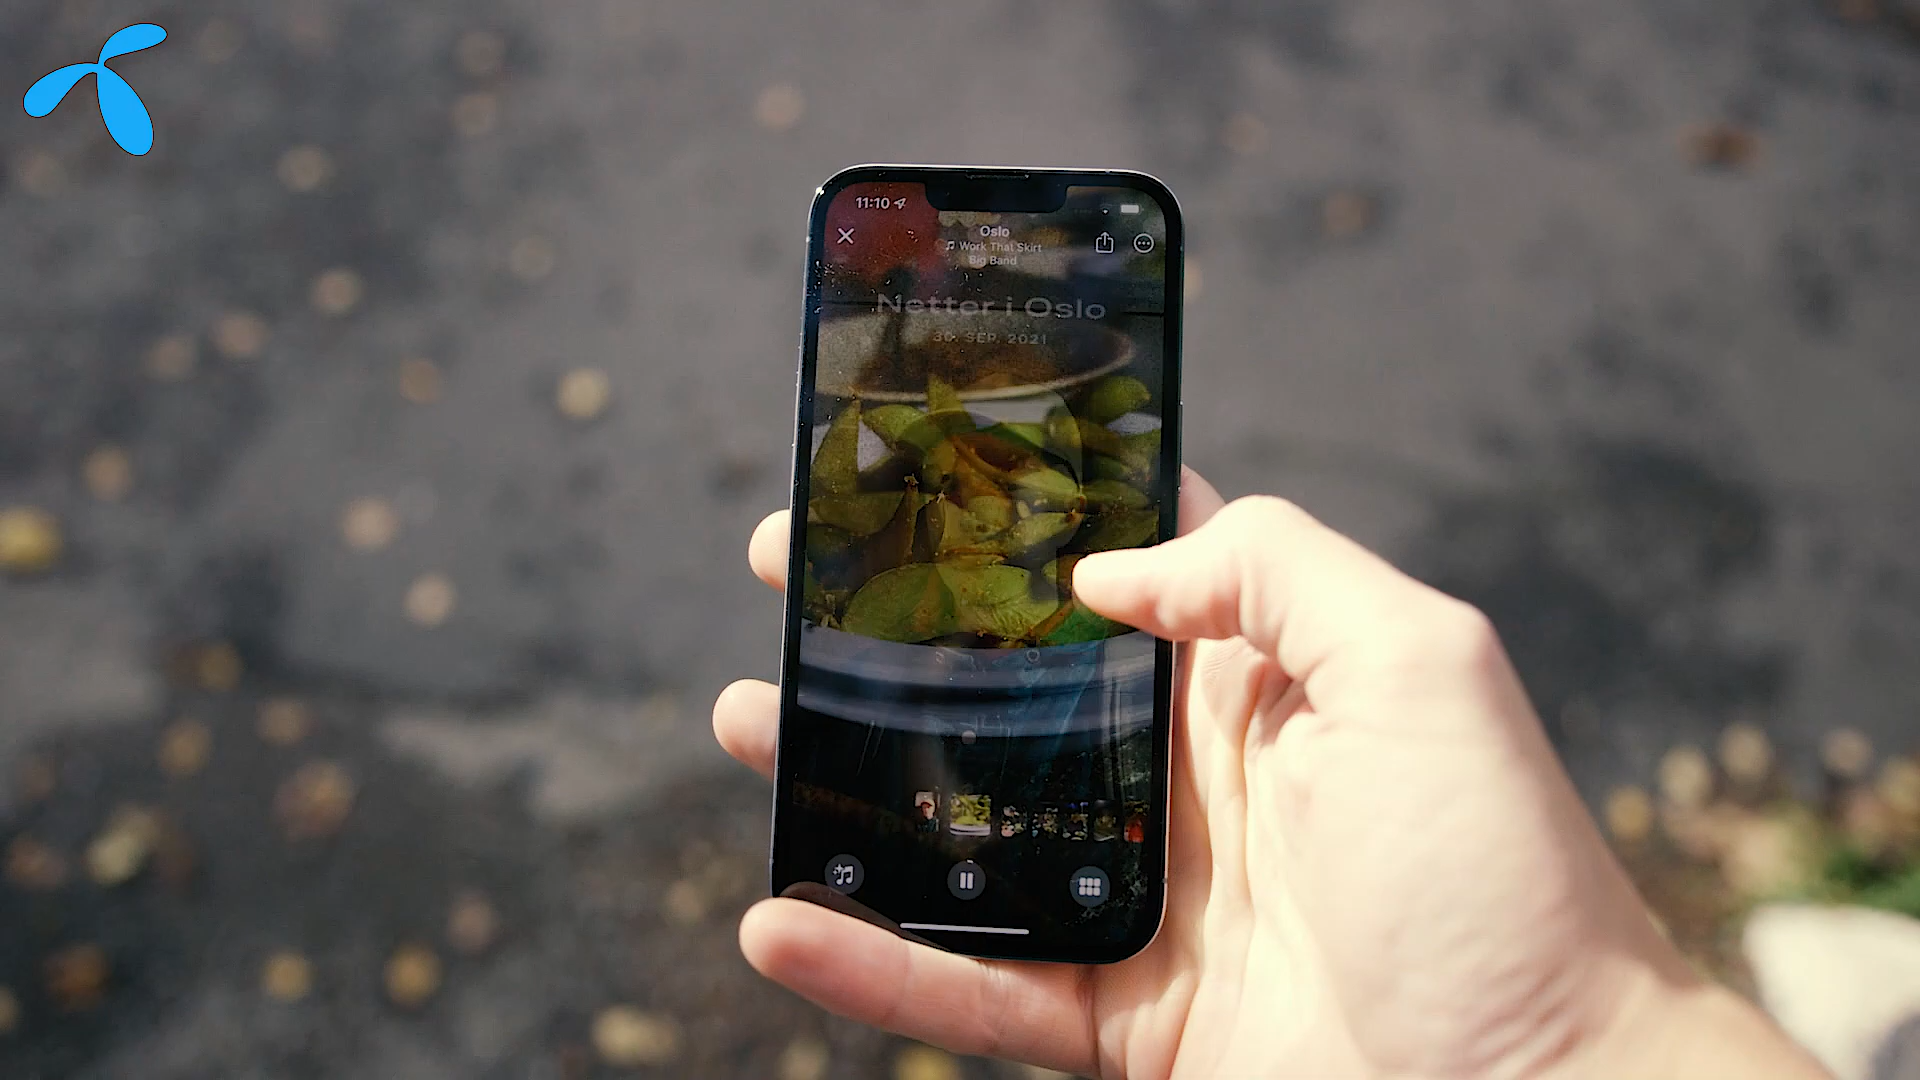 11:10
Oslo
Work That Skirt
Big Band
Netter i Oslo
30. SEP. 2021